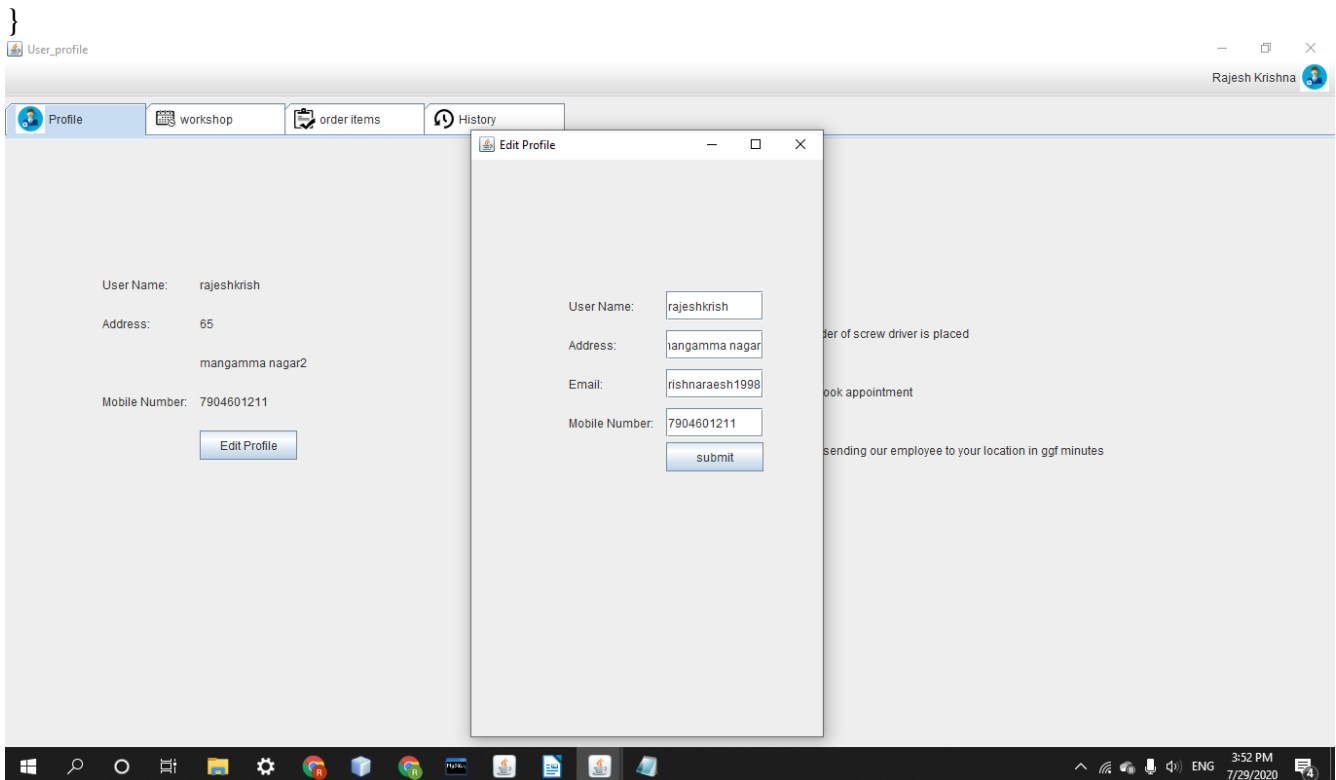 }
User_profile
Rajesh Krishna
Profile
workshop
order items
History
Edit Profile
User Name: rajeshkrish
Address: 65
mangamma nagar2
Mobile Number: 7904601211
Edit Profile
User Name: rajeshkrish
Address: mangamma nagar
Email: rishnaraesh1998
Mobile Number: 7904601211
submit
der of screw driver is placed
ook appointment
sending our employee to your location in ggf minutes
ENG
3:52 PM
7/29/2020
4